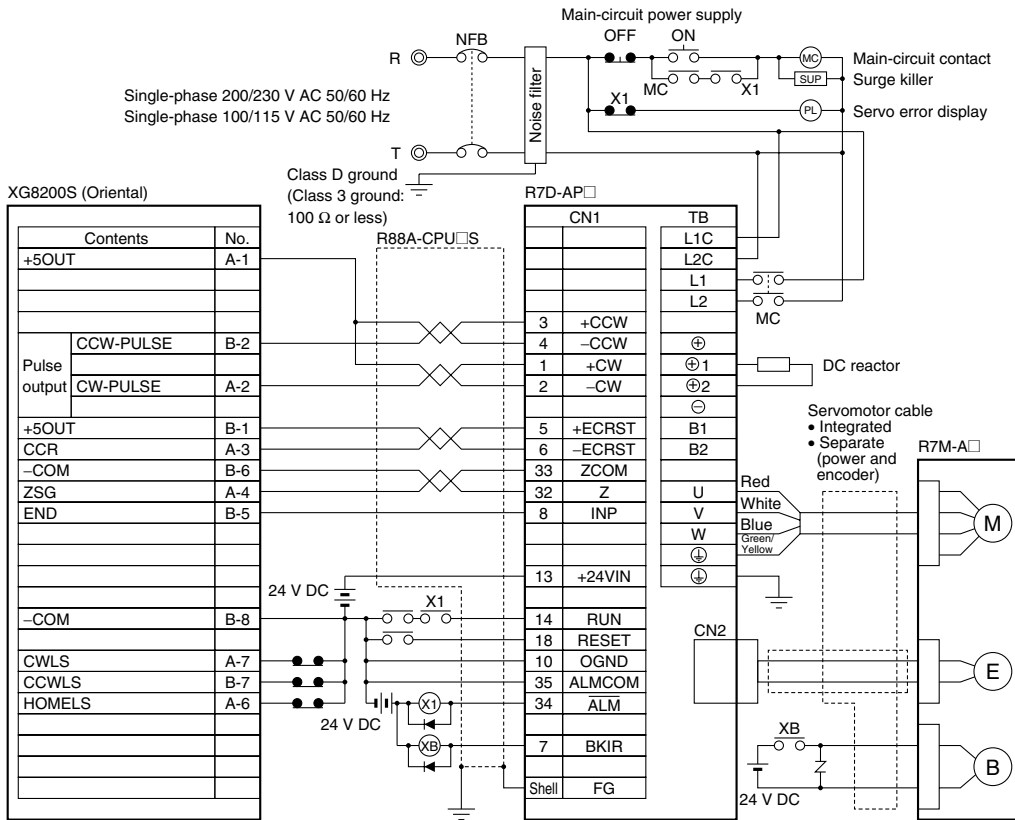 Main-circuit power supply
OFF ON
R NFB
MC
Main-circuit contact
MC X1
SUP
Surge killer
Single-phase 200/230 V AC 50/60 Hz
Single-phase 100/115 V AC 50/60 Hz
Noise filter
X1
PL
Servo error display
T
Class D ground
(Class 3 ground:
100 Ω or less)
XG8200S (Oriental)
R7D-AP□
R88A-CPU□S
CN1 TB
Contents No.
L1C
+5OUT A-1
L2C
L1
L2
MC
3 +CCW
Pulse output
CCW-PULSE B-2
4 −CCW
⊕
1 +CW
⊕1
DC reactor
CW-PULSE A-2
2 −CW
⊕2
⊖
+5OUT B-1
5 +ECRST
B1
CCR A-3
6 −ECRST
B2
−COM B-6
33 ZCOM
ZSG A-4
32 Z
U
END B-5
8 INP
V
W
Red
White
Blue
Green/
Yellow
Servomotor cable
• Integrated
• Separate
(power and
encoder)
R7M-A□
M
24 V DC
13 +24VIN
−COM B-8
X1
14 RUN
18 RESET
CN2
CWLS A-7
10 OGND
CCWLS B-7
35 ALMCOM
E
HOMELS A-6
24 V DC
X1
34 ALM
XB
7 BKIR
XB
B
24 V DC
Shell FG